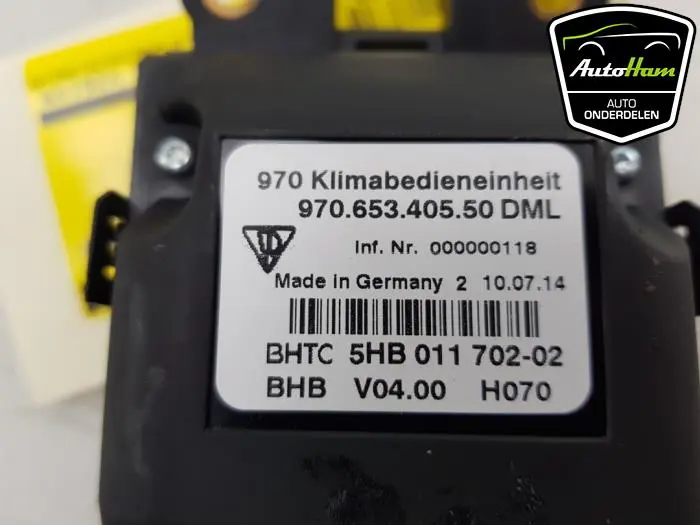 AutoHam
AUTO
ONDERDELEN
970 Klimabedieneinheit
970.653.405.50 DML
Inf. Nr. 000000118
Made in Germany 2 10.07.14
BHTC 5HB 011 702-02
BHB V04.00 H070